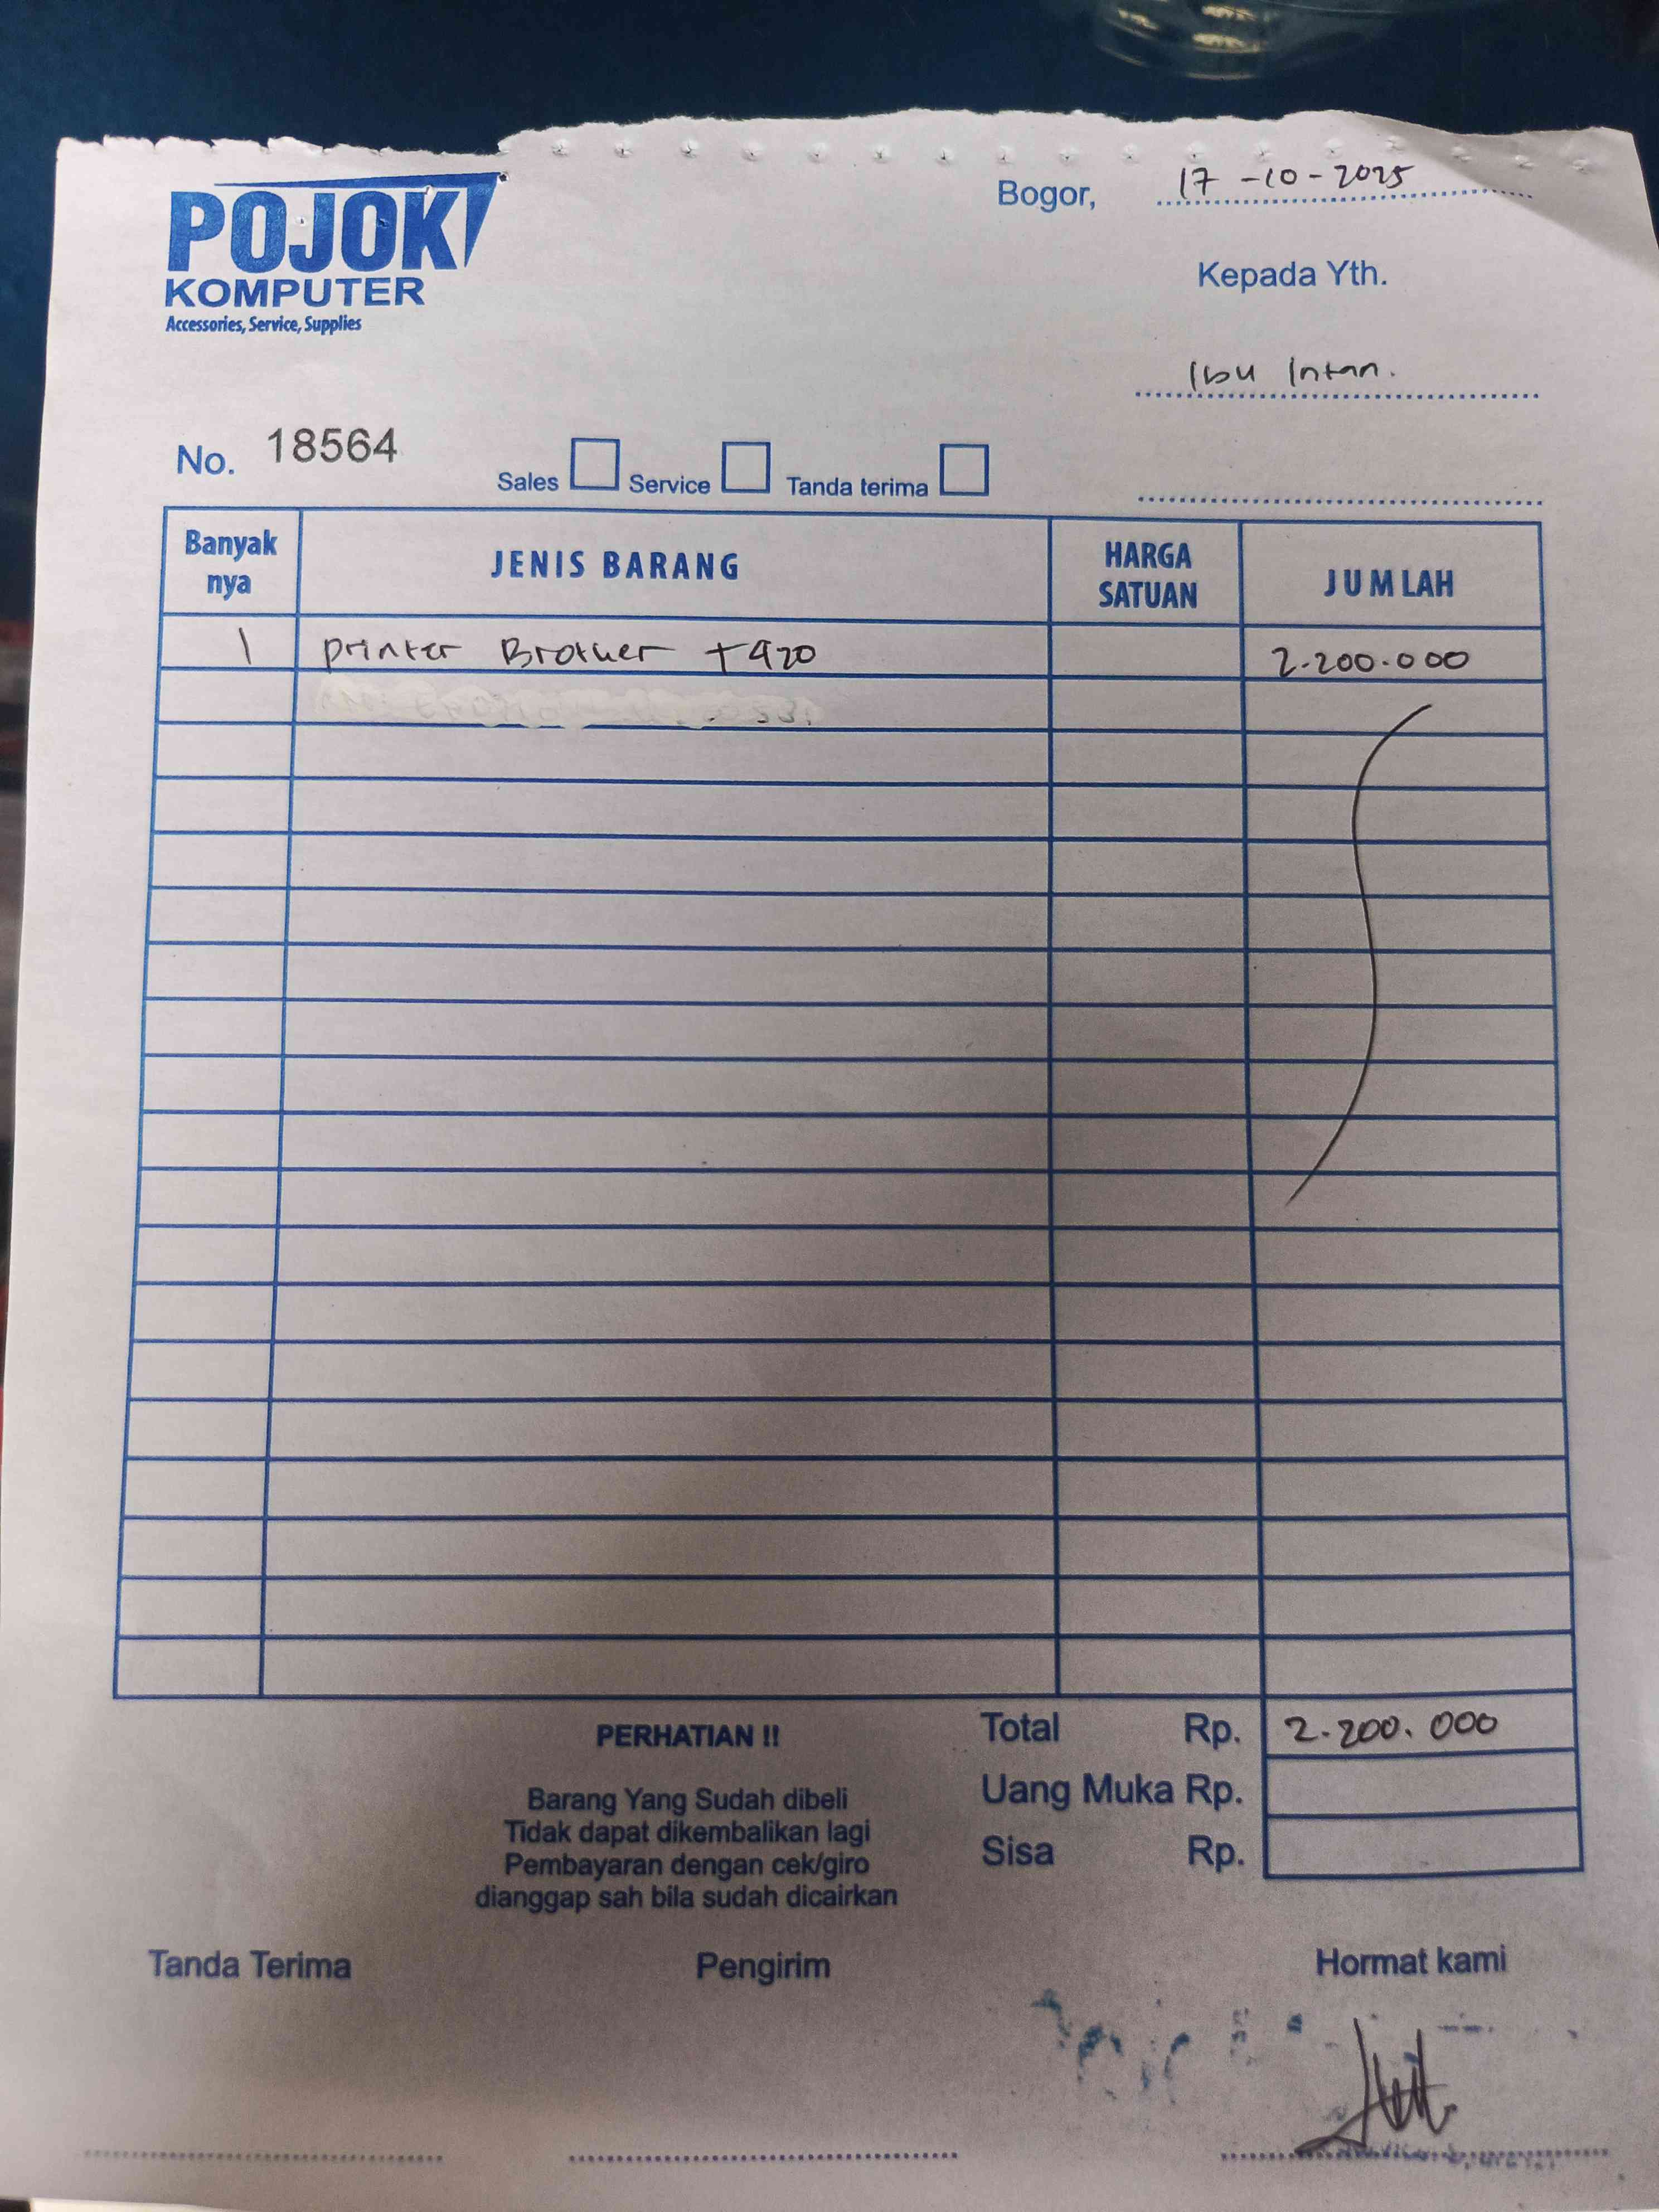 POJOK
KOMPUTER
Accessories, Service, Supplies
Bogor, 17-10-2025
Kepada Yth.
Ibu Intan.
No. 18564
Sales Service Tanda terima
Banyak nya JENIS BARANG HARGA SATUAN JUMLAH
1 printer Brother T420 2.200.000
Total Rp. 2.200.000
Uang Muka Rp.
Sisa Rp.
PERHATIAN !!
Barang Yang Sudah dibeli
Tidak dapat dikembalikan lagi
Pembayaran dengan cek/giro
dianggap sah bila sudah dicairkan
Tanda Terima Pengirim Hormat kami